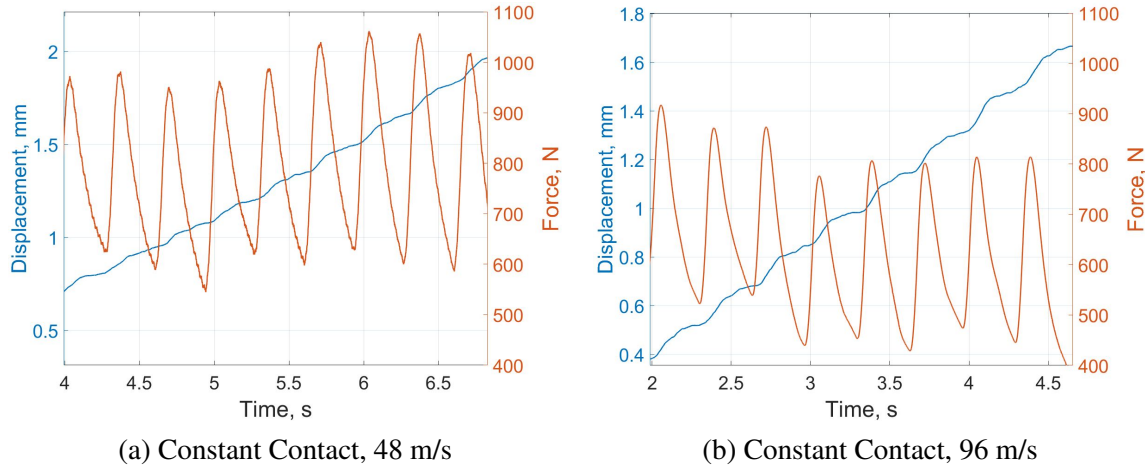 Displacement, mm
2
1.5
1
0.5
1100
1000
900
800
700
600
500
400
Force, N
4 4.5 5 5.5 6 6.5
Time, s
(a) Constant Contact, 48 m/s
Displacement, mm
1.8
1.6
1.4
1.2
1
0.8
0.6
0.4
1100
1000
900
800
700
600
500
400
Force, N
2 2.5 3 3.5 4 4.5
Time, s
(b) Constant Contact, 96 m/s